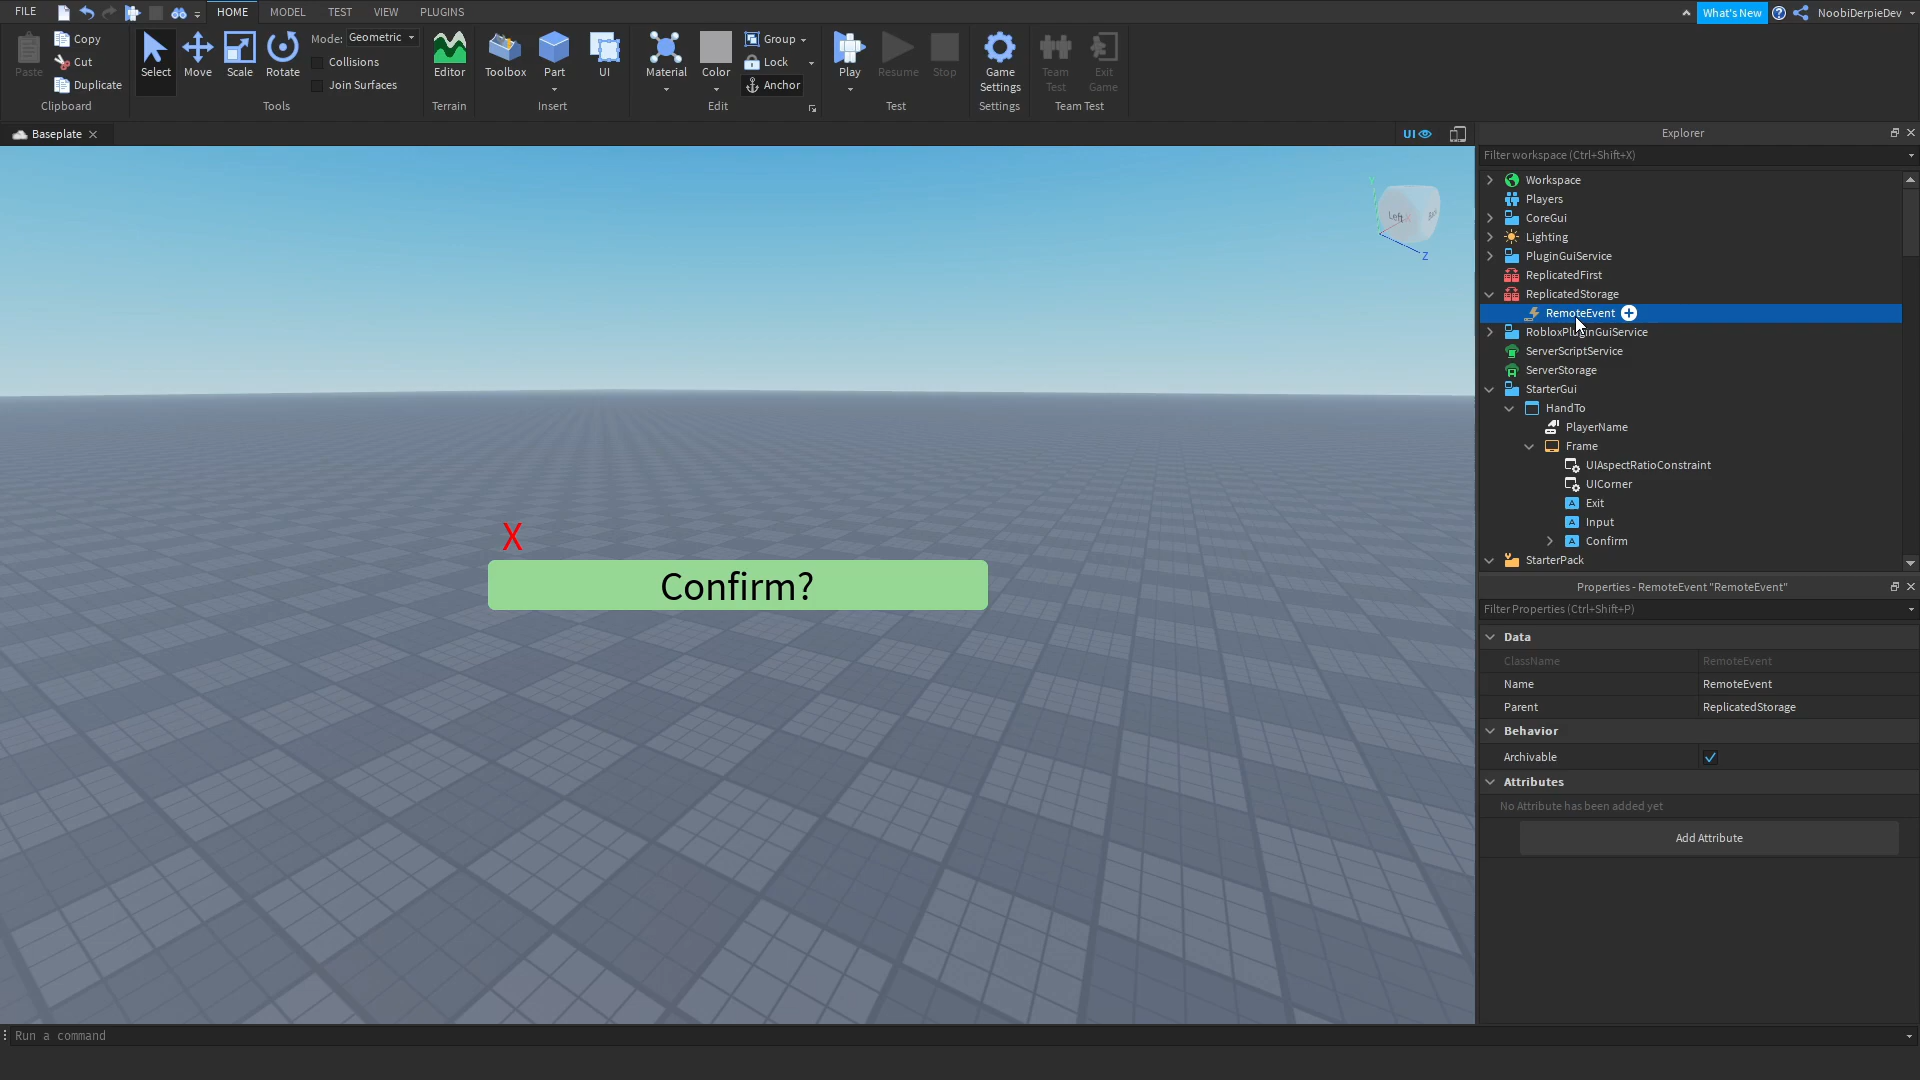 FILE HOME MODEL TEST VIEW PLUGINS What's New NoobiDerpieDev
Paste Copy Cut Duplicate Clipboard
Select Move Scale Rotate Mode: Geometric Collisions Join Surfaces Tools
Editor Terrain
Toolbox Part UI Insert
Material Color Group Lock Anchor Edit
Play Resume Stop Test
Game Settings Settings
Team Test Exit Game Team Test
Baseplate
UI
Left
Z
X
Confirm?
Explorer
Filter workspace (Ctrl+Shift+X)
Workspace
Players
CoreGui
Lighting
PluginGuiService
ReplicatedFirst
ReplicatedStorage
RemoteEvent
RobloxPluginGuiService
ServerScriptService
ServerStorage
StarterGui
HandTo
PlayerName
Frame
UIAspectRatioConstraint
UICorner
Exit
Input
Confirm
StarterPack
Properties - RemoteEvent "RemoteEvent"
Filter Properties (Ctrl+Shift+P)
Data
ClassName RemoteEvent
Name RemoteEvent
Parent ReplicatedStorage
Behavior
Archivable
Attributes
No Attribute has been added yet
Add Attribute
Run a command